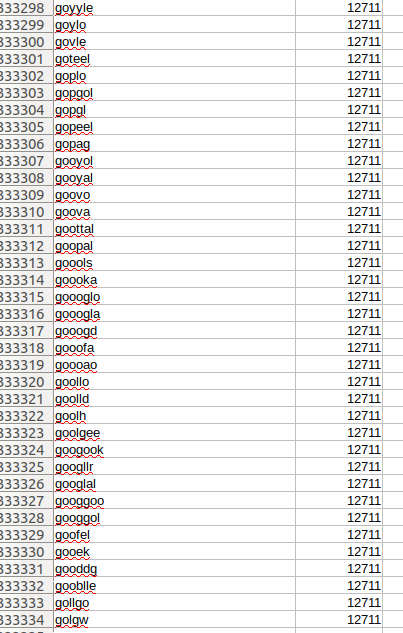 333298 goyyle 12711
333299 goylo 12711
333300 govle 12711
333301 goteel 12711
333302 goplo 12711
333303 gopgol 12711
333304 gopgl 12711
333305 gopeel 12711
333306 gopag 12711
333307 gooyol 12711
333308 gooyal 12711
333309 goovo 12711
333310 goova 12711
333311 goottal 12711
333312 goopal 12711
333313 goools 12711
333314 goooka 12711
333315 goooglo 12711
333316 gooogla 12711
333317 gooogd 12711
333318 gooofa 12711
333319 goooao 12711
333320 goollo 12711
333321 goolld 12711
333322 goolh 12711
333323 goolgee 12711
333324 googook 12711
333325 googllr 12711
333326 googlal 12711
333327 googgoo 12711
333328 googgol 12711
333329 goofel 12711
333330 gooek 12711
333331 gooddg 12711
333332 gooblle 12711
333333 gollgo 12711
333334 golgw 12711